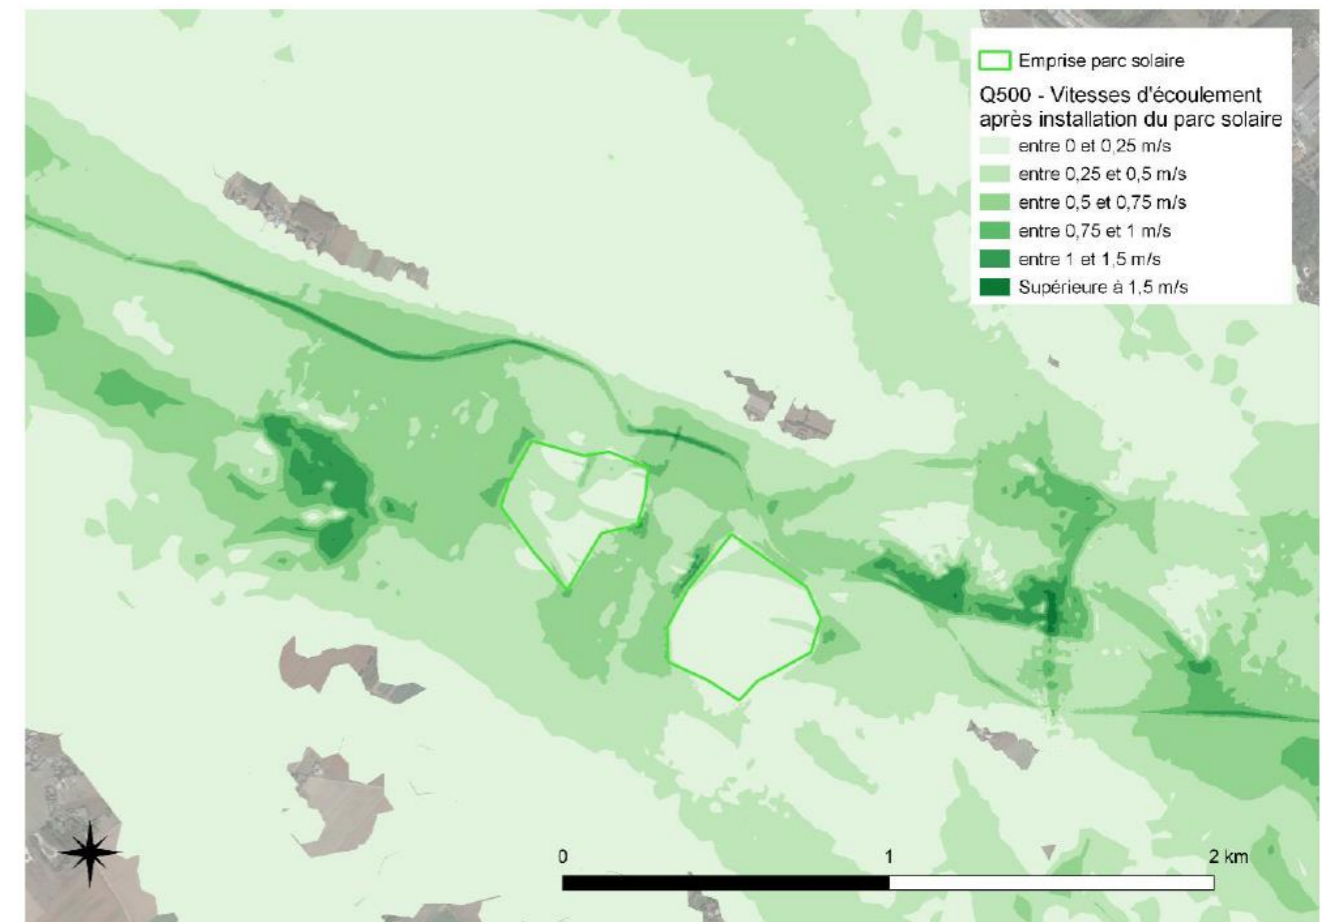 Emprise parc solaire
Q500 - Vitesses d'écoulement
après installation du parc solaire
entre 0 et 0,25 m/s
entre 0,25 et 0,5 m/s
entre 0,5 et 0,75 m/s
entre 0,75 et 1 m/s
entre 1 et 1,5 m/s
Supérieure à 1,5 m/s
0 1 2 km